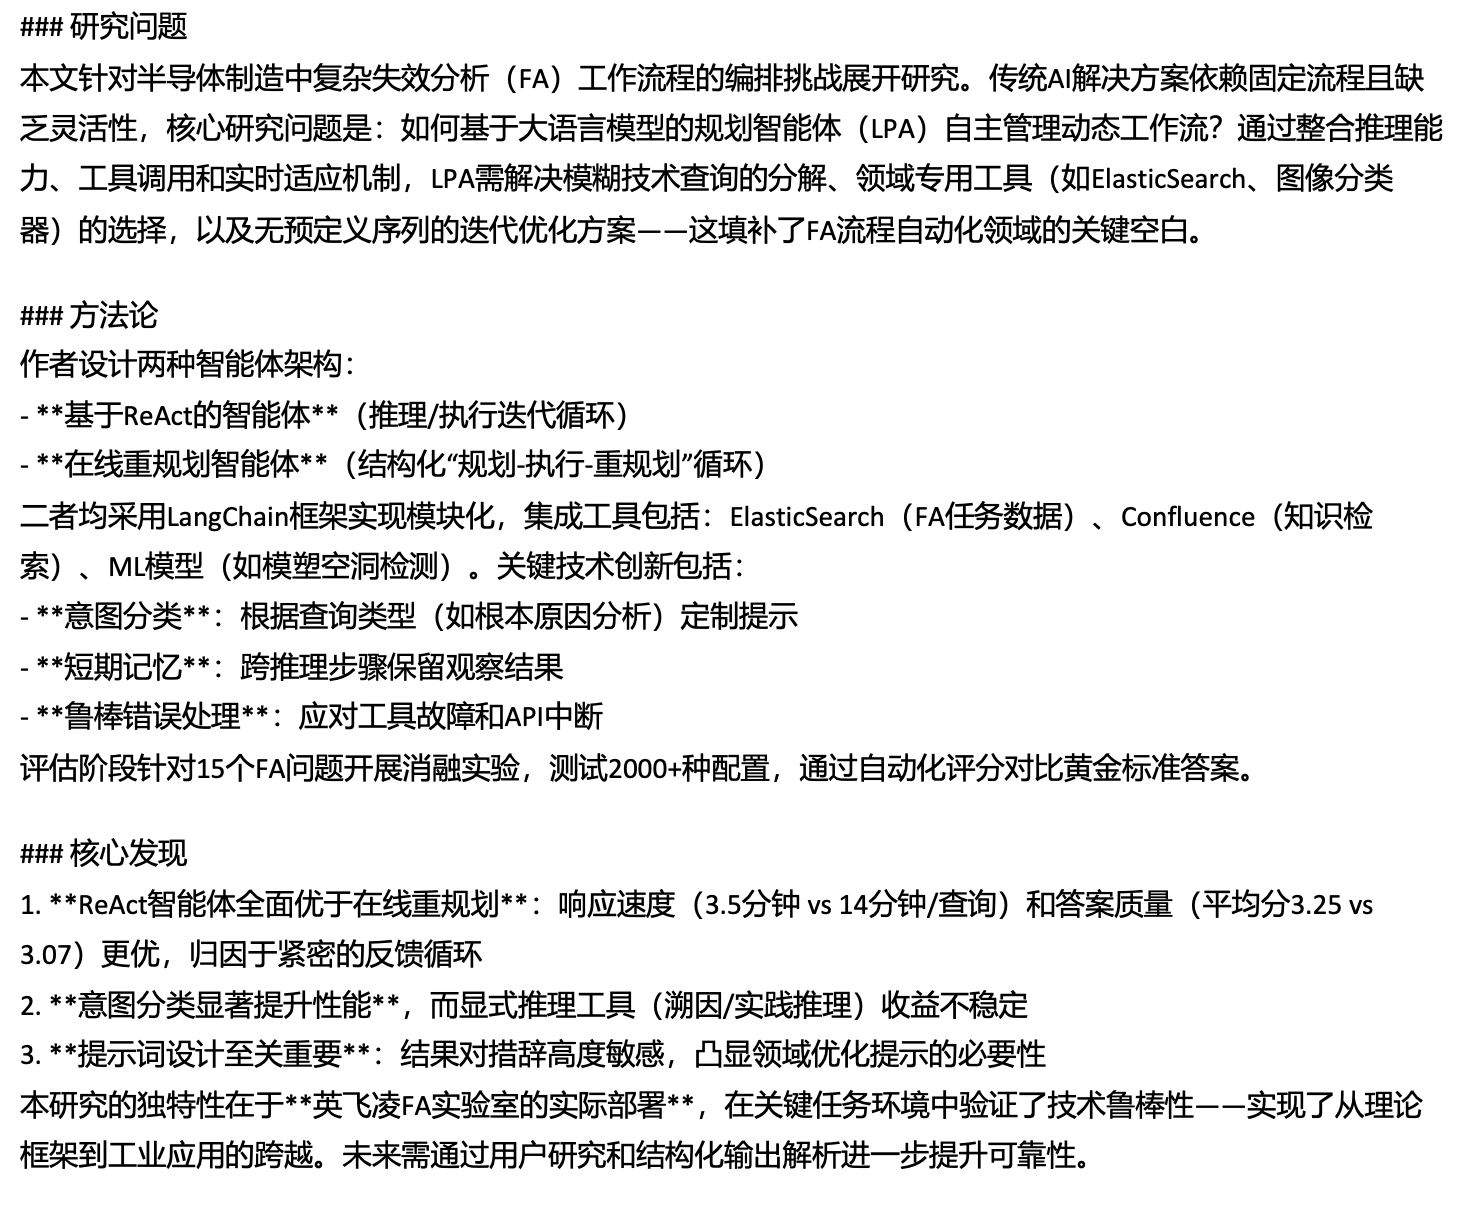 ### 研究问题
本文针对半导体制造中复杂失效分析（FA）工作流程的编排挑战展开研究。传统AI解决方案依赖固定流程且缺
乏灵活性，核心研究问题是：如何基于大语言模型的规划智能体（LPA）自主管理动态工作流？通过整合推理能
力、工具调用和实时适应机制，LPA需解决模糊技术查询的分解、领域专用工具（如ElasticSearch、图像分类
器）的选择，以及无预定义序列的迭代优化方案——这填补了FA流程自动化领域的关键空白。
### 方法论
作者设计两种智能体架构：
- **基于ReAct的智能体**（推理/执行迭代循环）
- **在线重规划智能体**（结构化“规划-执行-重规划”循环）
二者均采用LangChain框架实现模块化，集成工具包括：ElasticSearch（FA任务数据）、Confluence（知识检
索）、ML模型（如模塑空洞检测）。关键技术创新包括：
- **意图分类**：根据查询类型（如根本原因分析）定制提示
- **短期记忆**：跨推理步骤保留观察结果
- **鲁棒错误处理**：应对工具故障和API中断
评估阶段针对15个FA问题开展消融实验，测试2000+种配置，通过自动化评分对比黄金标准答案。
### 核心发现
1. **ReAct智能体全面优于在线重规划**：响应速度（3.5分钟 vs 14分钟/查询）和答案质量（平均分3.25 vs
3.07）更优，归因于紧密的反馈循环
2. **意图分类显著提升性能**，而显式推理工具（溯因/实践推理）收益不稳定
3. **提示词设计至关重要**：结果对措辞高度敏感，凸显领域优化提示的必要性
本研究的独特性在于**英飞凌FA实验室的实际部署**，在关键任务环境中验证了技术鲁棒性——实现了从理论
框架到工业应用的跨越。未来需通过用户研究和结构化输出解析进一步提升可靠性。